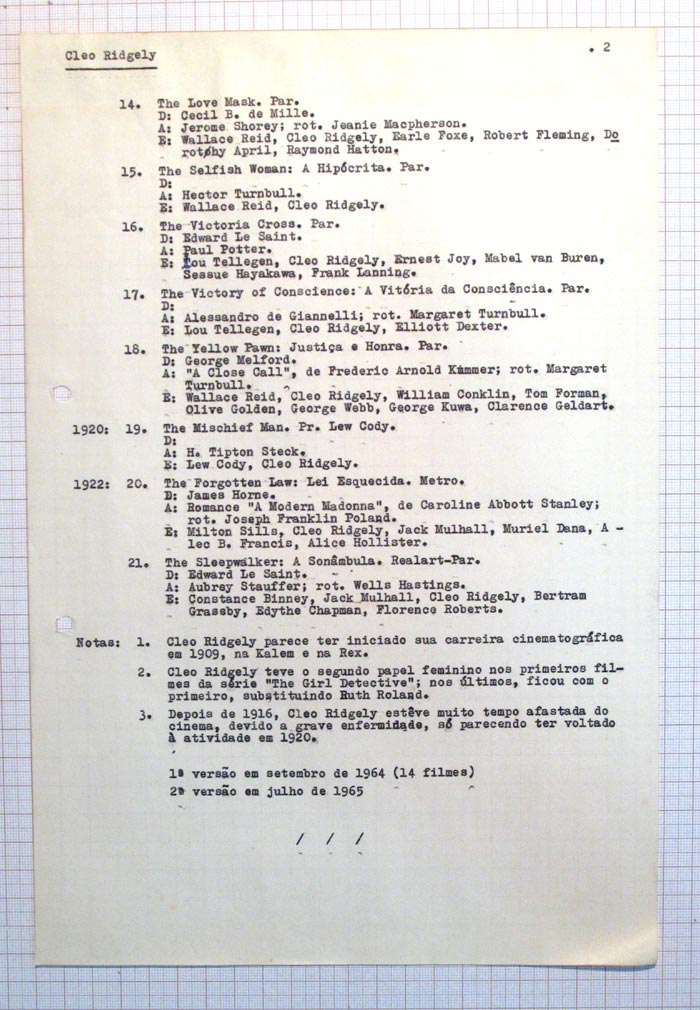 Cleo Ridgely
. 2
14. The Love Mask. Par.
D: Cecil B. de Mille.
A: Jerome Shorey; rot. Jeanie Macpherson.
E: Wallace Reid, Cleo Ridgely, Earle Foxe, Robert Fleming, Do
rothy April, Raymond Hatton.
15. The Selfish Woman: A Hipócrita. Par.
D:
A: Hector Turnbull.
E: Wallace Reid, Cleo Ridgely.
16. The Victoria Cross. Par.
D: Edward Le Saint.
A: Paul Potter.
E: Lou Tellegen, Cleo Ridgely, Ernest Joy, Mabel van Buren,
Sessue Hayakawa, Frank Lanning.
17. The Victory of Conscience: A Vitória da Consciência. Par.
D:
A: Alessandro de Giannelli; rot. Margaret Turnbull.
E: Lou Tellegen, Cleo Ridgely, Elliott Dexter.
18. The Yellow Pawn: Justiça e Honra. Par.
D: George Melford.
A: "A Close Call", de Frederic Arnold Kummer; rot. Margaret
Turnbull.
E: Wallace Reid, Cleo Ridgely, William Conklin, Tom Forman,
Olive Golden, George Webb, George Kuwa, Clarence Geldart.
1920: 19. The Mischief Man. Pr. Lew Cody.
D:
A: H. Tipton Steck.
E: Lew Cody, Cleo Ridgely.
1922: 20. The Forgotten Law: Lei Esquecida. Metro.
D: James Horne.
A: Romance "A Modern Madonna", de Caroline Abbott Stanley;
rot. Joseph Franklin Poland.
E: Milton Sills, Cleo Ridgely, Jack Mulhall, Muriel Dana, A -
lec B. Francis, Alice Hollister.
21. The Sleepwalker: A Sonâmbula. Realart-Par.
D: Edward Le Saint.
A: Aubrey Stauffer; rot. Wells Hastings.
E: Constance Binney, Jack Mulhall, Cleo Ridgely, Bertram
Grassby, Edythe Chapman, Florence Roberts.
Notas: 1. Cleo Ridgely parece ter iniciado sua carreira cinematográfica
em 1909, na Kalem e na Rex.
2. Cleo Ridgely teve o segundo papel feminino nos primeiros fil-
mes da série "The Girl Detective"; nos últimos, ficou com o
primeiro, substituindo Ruth Roland.
3. Depois de 1916, Cleo Ridgely estêve muito tempo afastada do
cinema, devido a grave enfermidade, só parecendo ter voltado
à atividade em 1920.
1ª versão em setembro de 1964 (14 filmes)
2ª versão em julho de 1965
/ / /